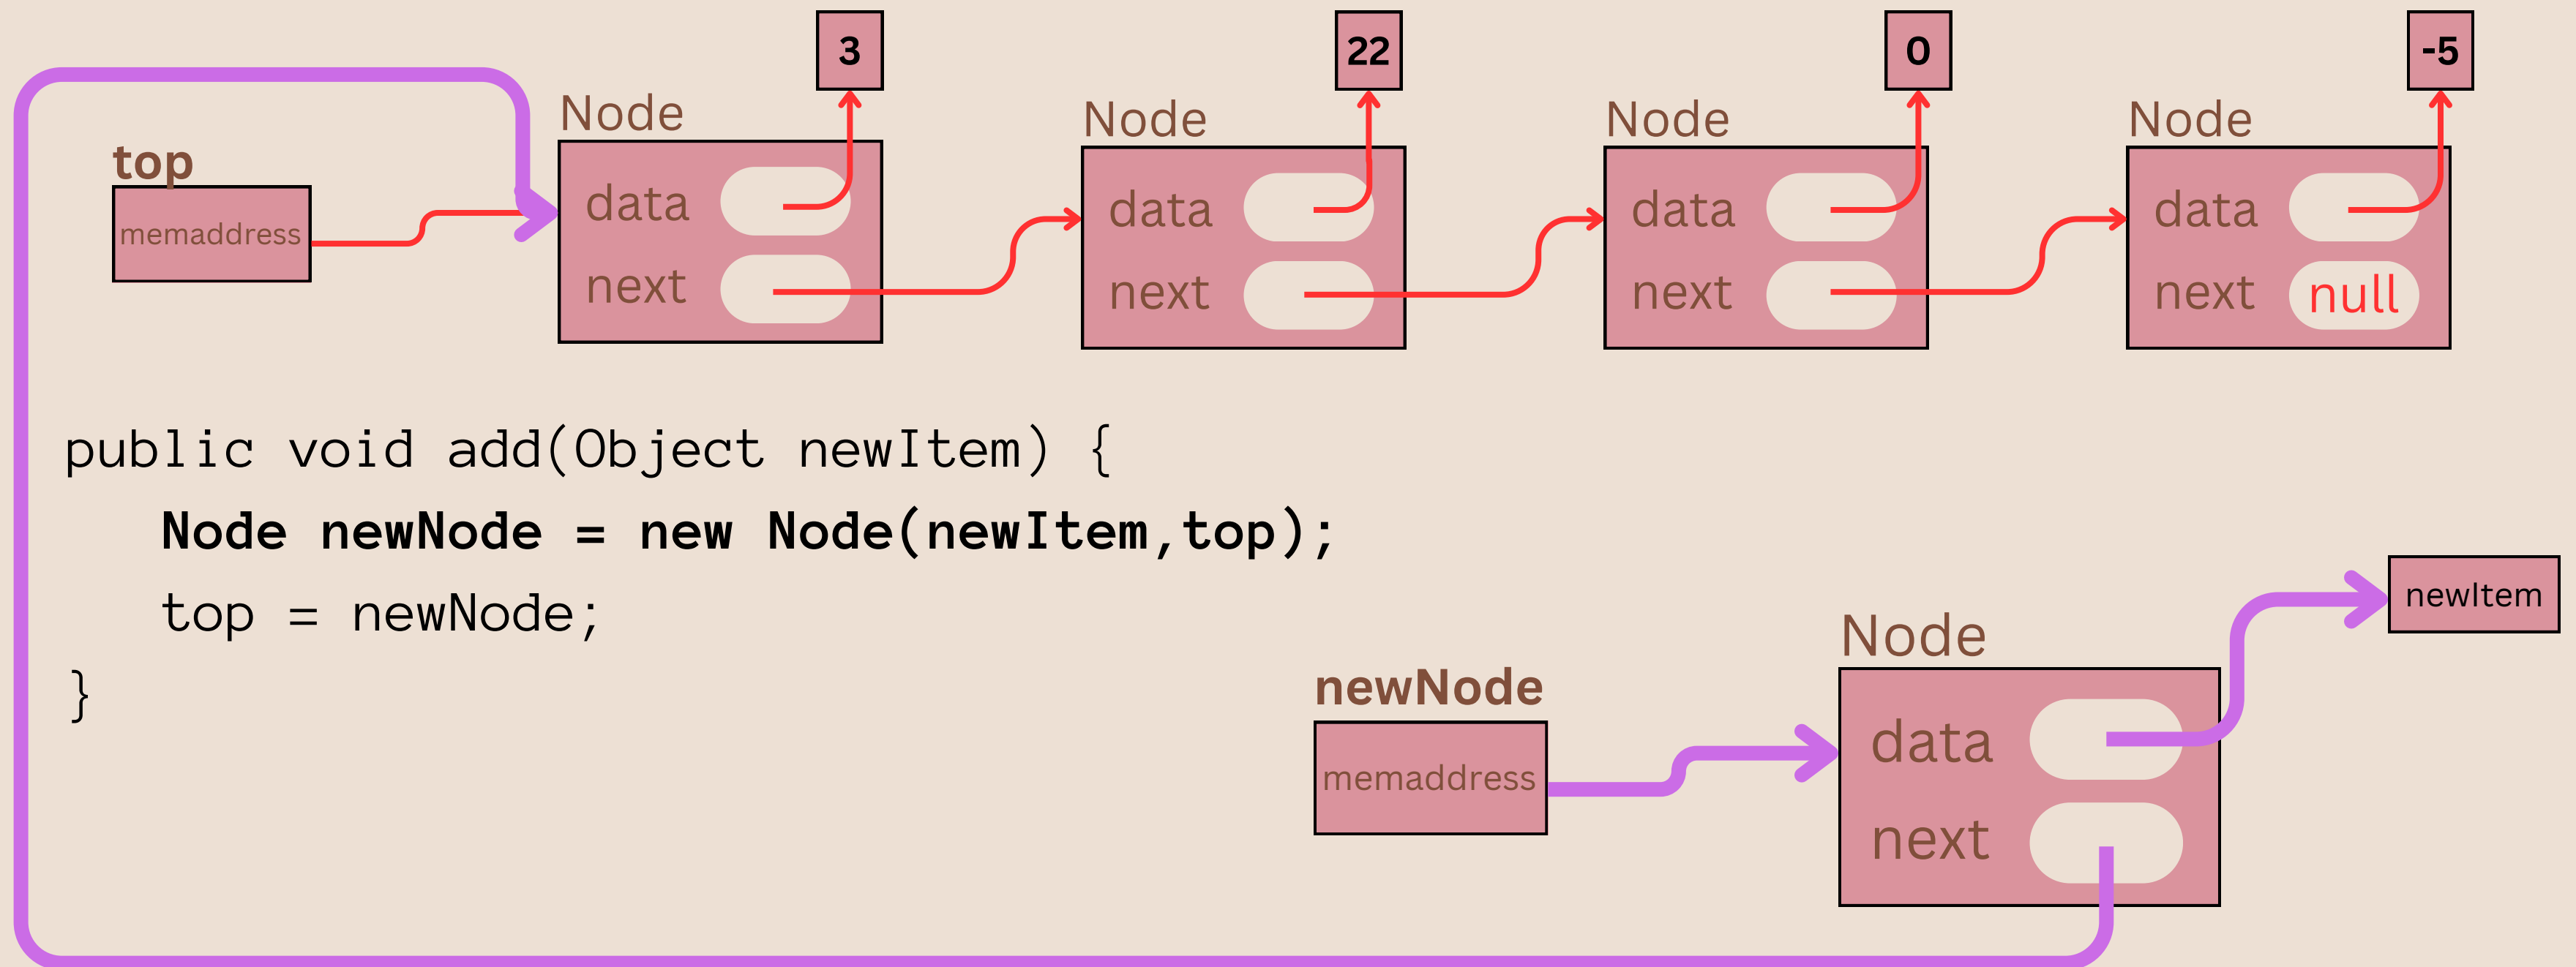 3
22
0
-5
Node
Node
Node
Node
top
memaddress
data
next
data
next
data
next
data
next
null
public void add(Object newItem) {
Node newNode = new Node(newItem,top);
top = newNode;
}
newItem
Node
newNode
memaddress
data
next